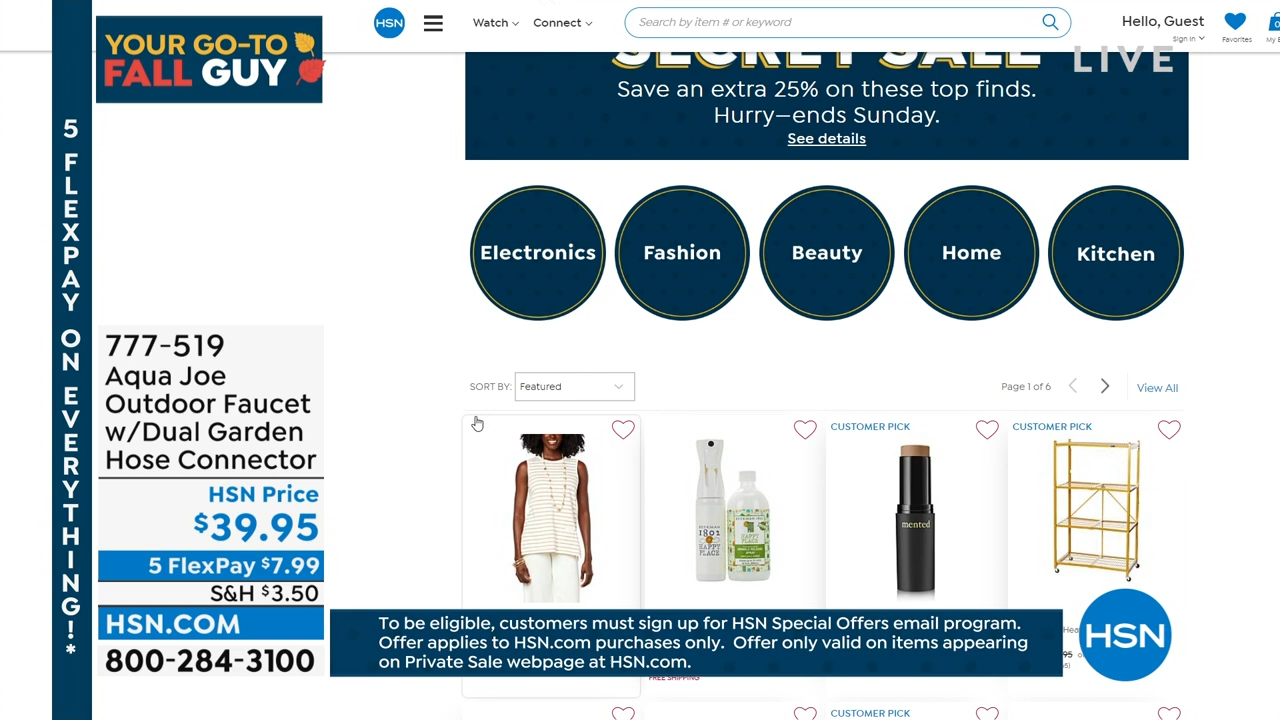 YOUR GO-TO
FALL GUY
5 FLEXPAY ON EVERYTHING!*
777-519
Aqua Joe
Outdoor Faucet
w/Dual Garden
Hose Connector
HSN Price
$39.95
5 FlexPay $7.99
S&H $3.50
HSN.COM
800-284-3100
HSN
Watch
Connect
Search by item # or keyword
Hello, Guest
Sign In
Favorites
LIVE
SECRET SALE
Save an extra 25% on these top finds.
Hurry—ends Sunday.
See details
Electronics
Fashion
Beauty
Home
Kitchen
SORT BY:
Featured
Page 1 of 6
View All
CUSTOMER PICK
CUSTOMER PICK
1802
HAPPY
PLACE
mented
To be eligible, customers must sign up for HSN Special Offers email program.
Offer applies to HSN.com purchases only. Offer only valid on items appearing
on Private Sale webpage at HSN.com.
HSN
FREE SHIPPING
CUSTOMER PICK